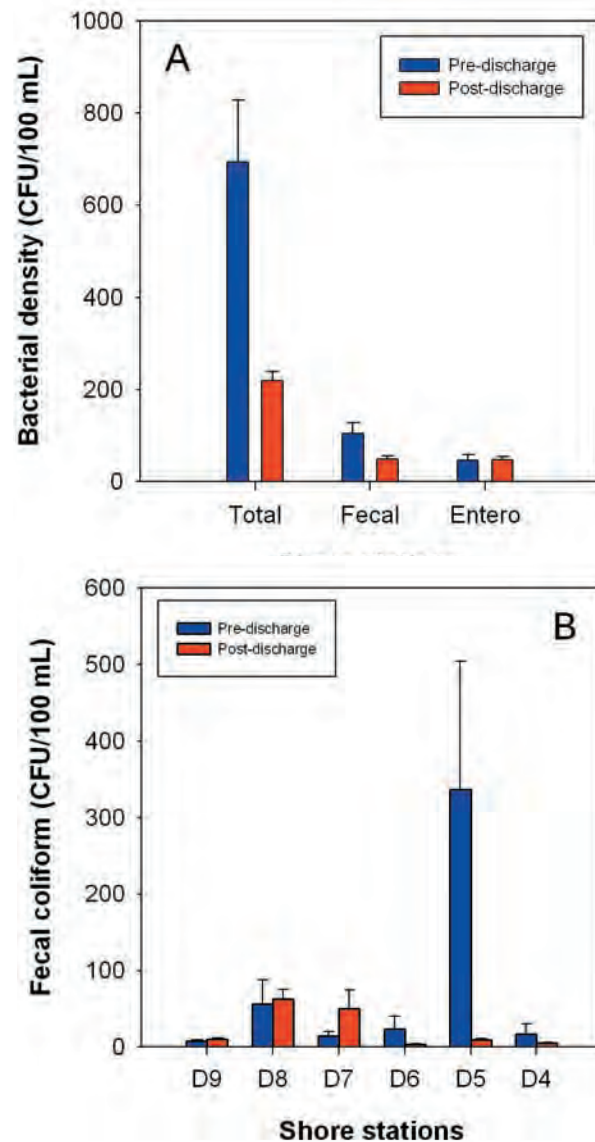 1000
800
600
400
200
0
Bacterial density (CFU/100 mL)
A
Pre-discharge
Post-discharge
Total Fecal Entero
600
500
400
300
200
100
0
Fecal coliform (CFU/100 mL)
Pre-discharge
Post-discharge
B
D9 D8 D7 D6 D5 D4
Shore stations